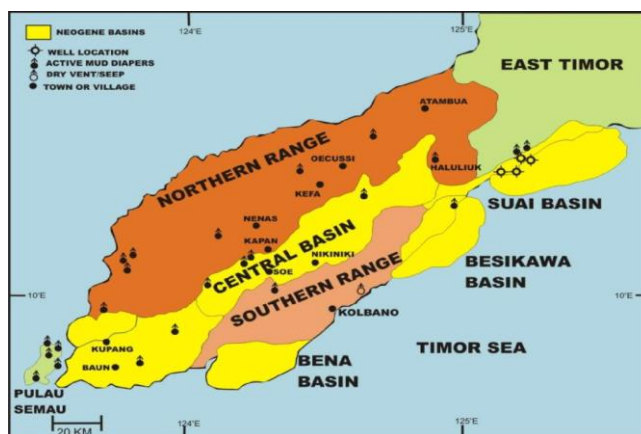 124°E
125°E
NEOGENE BASINS
WELL LOCATION
ACTIVE MUD DIAPERS
DRY VENT/SEEP
TOWN OR VILLAGE
EAST TIMOR
ATAMBUA
NORTHERN RANGE
OECUSSI
HALULIUK
KEFA
SUAI BASIN
NENAS
KAPAN
CENTRAL BASIN
NIKINIKI
SOE
BESIKAWA
BASIN
SOUTHERN RANGE
10°E
10°E
KOLBANO
KUPANG
TIMOR SEA
BAUN
BENA
BASIN
PULAU
SEMAU
20 KM
124°E
125°E